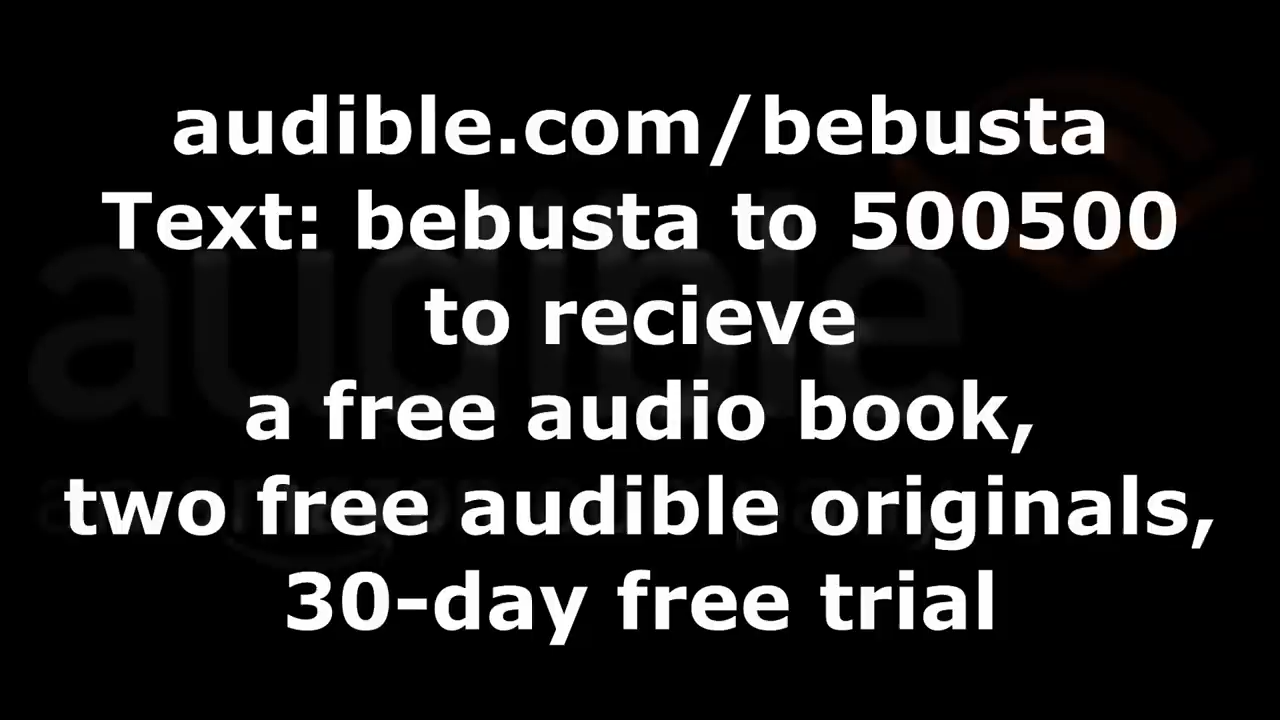 audible.com/bebusta
Text: bebusta to 500500
to recieve
a free audio book,
two free audible originals,
30-day free trial
audible